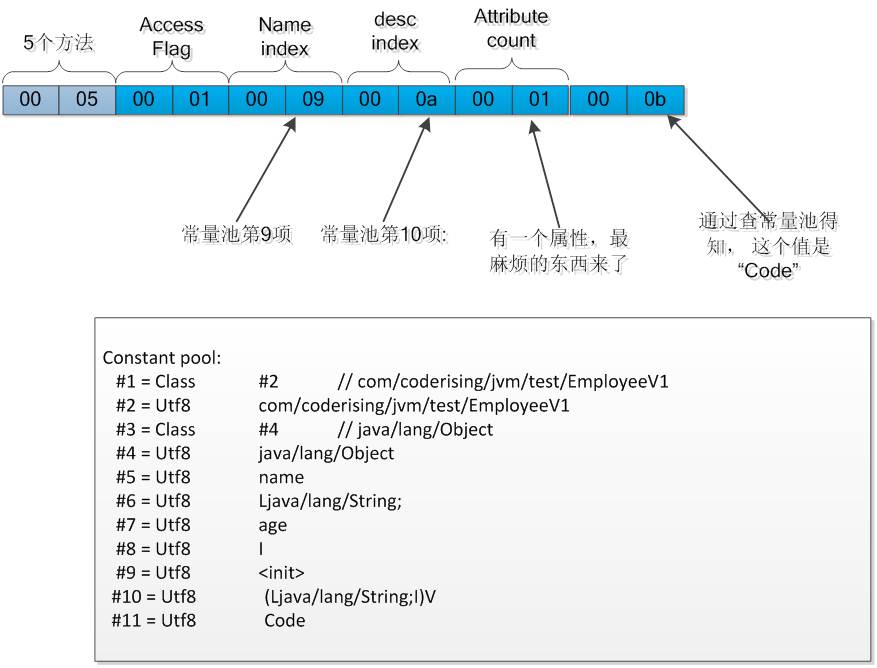 5个方法
Access
Flag
Name
index
desc
index
Attribute
count
00 05 00 01 00 09 00 0a 00 01 00 0b
常量池第9项
常量池第10项:
有一个属性，最
麻烦的东西来了
通过查常量池得
知， 这个值是
“Code”
Constant pool:
#1 = Class #2 // com/coderising/jvm/test/EmployeeV1
#2 = Utf8 com/coderising/jvm/test/EmployeeV1
#3 = Class #4 // java/lang/Object
#4 = Utf8 java/lang/Object
#5 = Utf8 name
#6 = Utf8 Ljava/lang/String;
#7 = Utf8 age
#8 = Utf8 I
#9 = Utf8 <init>
#10 = Utf8 (Ljava/lang/String;I)V
#11 = Utf8 Code